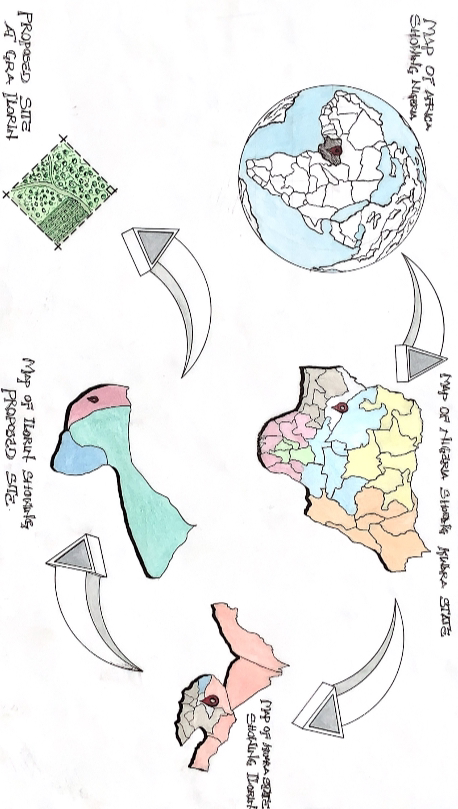 MAP OF AFRICA
SHOWING NIGERIA
MAP OF NIGERIA SHOWING KWARA STATE
MAP OF KWARA STATE
SHOWING ILORIN
MAP OF ILORIN SHOWING
PROPOSED SITE
PROPOSED SITE
AT GRA ILORIN